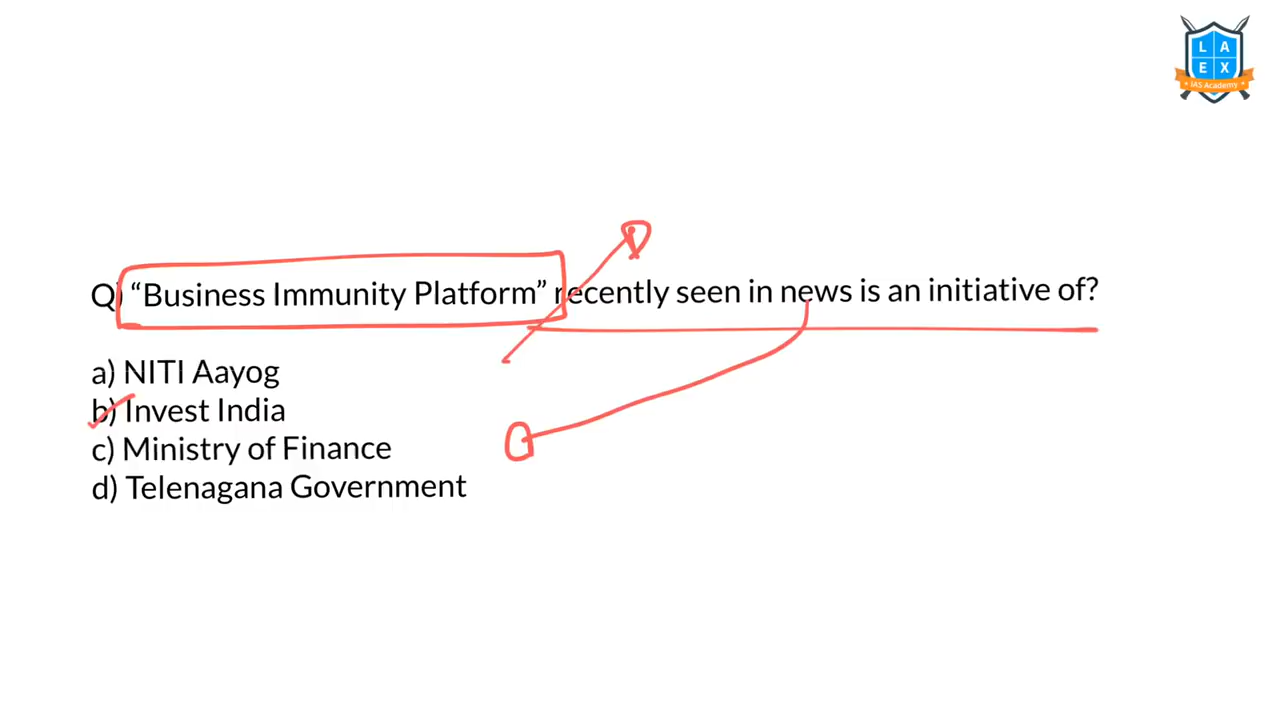 L A
E X
IAS Academy
Q) “Business Immunity Platform” recently seen in news is an initiative of?
a) NITI Aayog
b) Invest India
c) Ministry of Finance
d) Telenagana Government